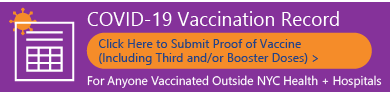 COVID-19 Vaccination Record
Click Here to Submit Proof of Vaccine
(Including Third and/or Booster Doses) >
For Anyone Vaccinated Outside NYC Health + Hospitals